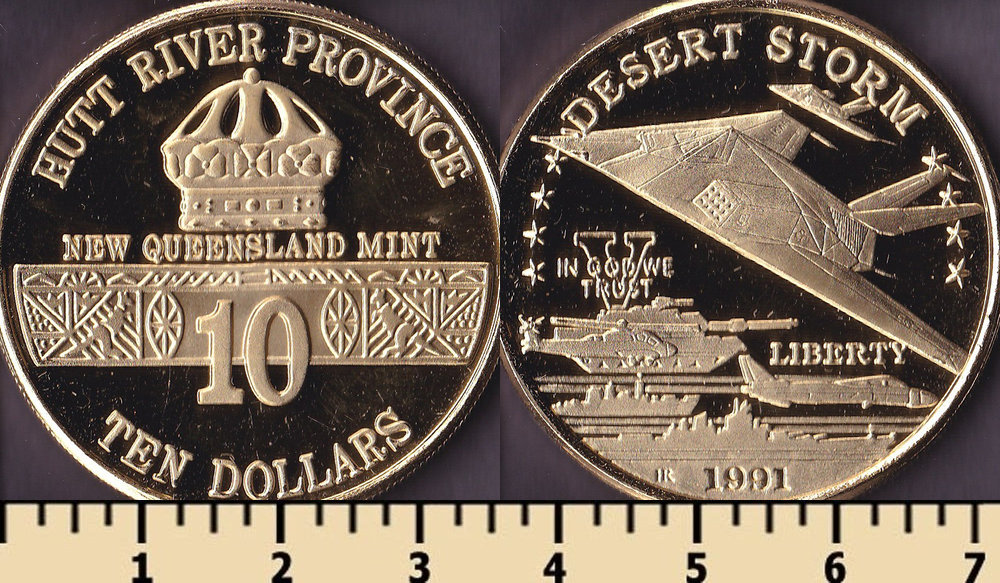 HUTT RIVER PROVINCE
NEW QUEENSLAND MINT
10
TEN DOLLARS
DESERT STORM
V
IN GOD WE
TRUST
LIBERTY
HR 1991
1 2 3 4 5 6 7